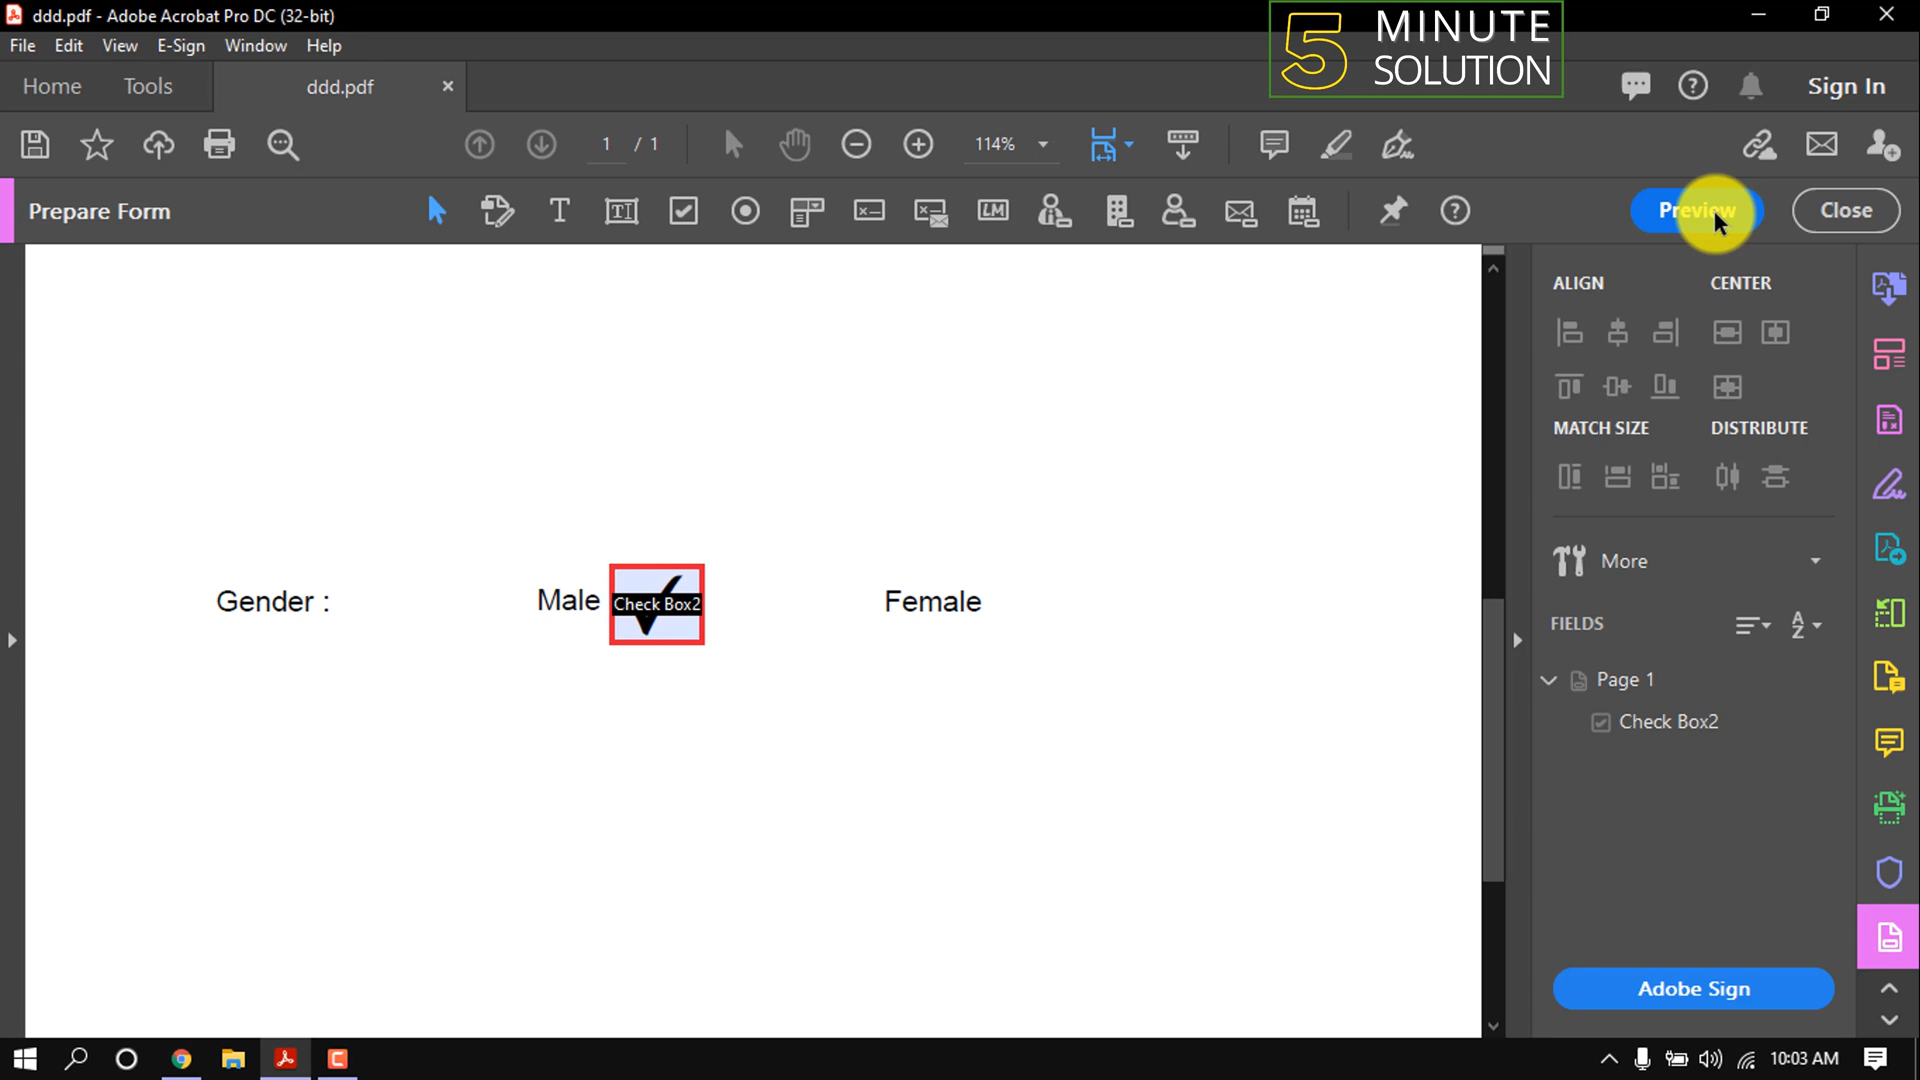 ddd.pdf - Adobe Acrobat Pro DC (32-bit)
5 MINUTE
SOLUTION
File Edit View E-Sign Window Help
Home Tools ddd.pdf × Sign In
1 / 1 114%
Prepare Form Preview Close
ALIGN CENTER
MATCH SIZE DISTRIBUTE
More
FIELDS
Page 1
Check Box2
Gender : Male Check Box2 Female
Adobe Sign
10:03 AM